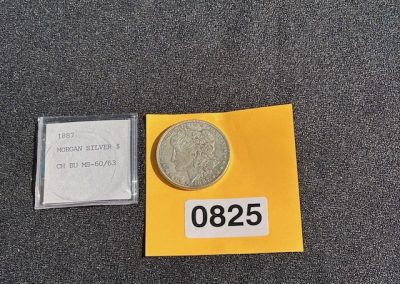 1887
MORGAN SILVER $
CH BU MS-60/63
0825